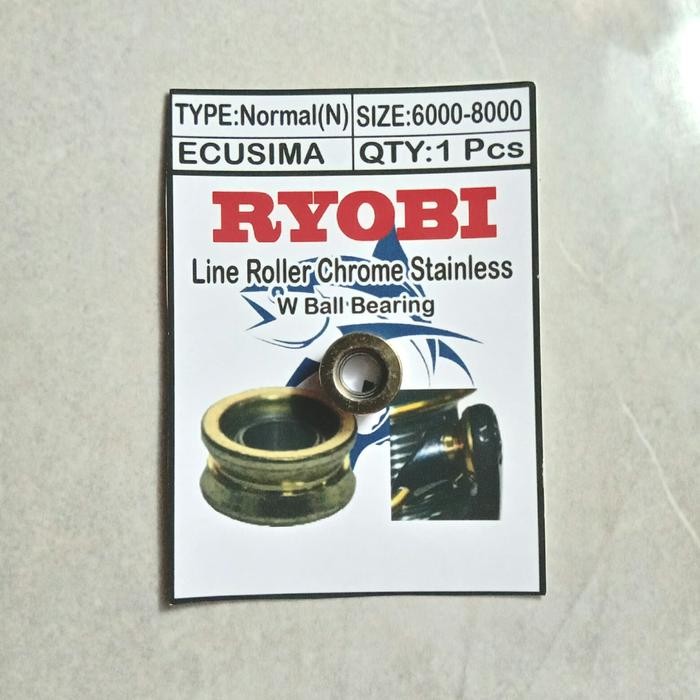 TYPE:Normal(N) SIZE:6000-8000
ECUSIMA QTY:1 Pcs
RYOBI
Line Roller Chrome Stainless
W Ball Bearing